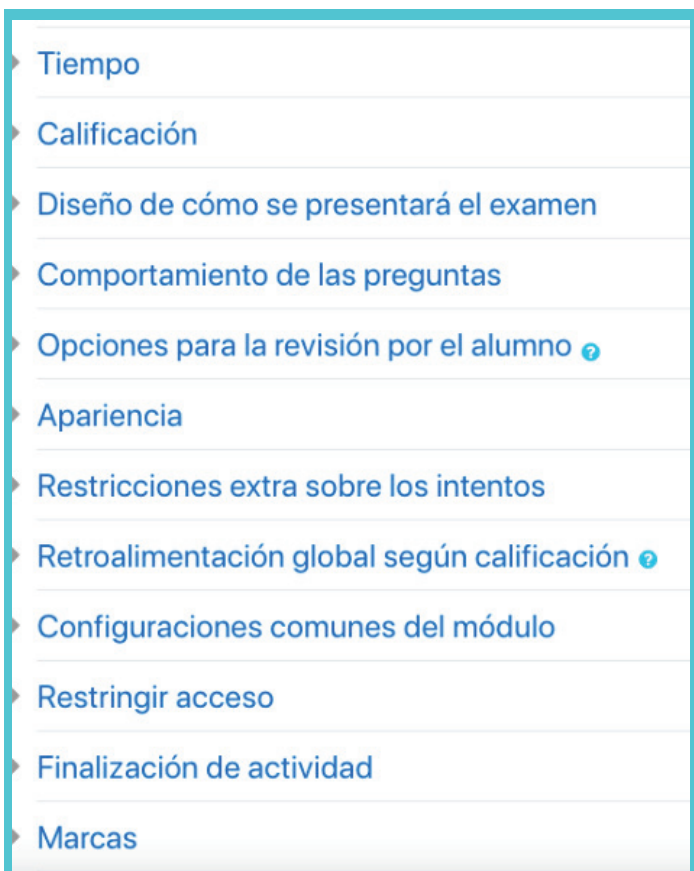 Tiempo
Calificación
Diseño de cómo se presentará el examen
Comportamiento de las preguntas
Opciones para la revisión por el alumno ?
Apariencia
Restricciones extra sobre los intentos
Retroalimentación global según calificación ?
Configuraciones comunes del módulo
Restringir acceso
Finalización de actividad
Marcas